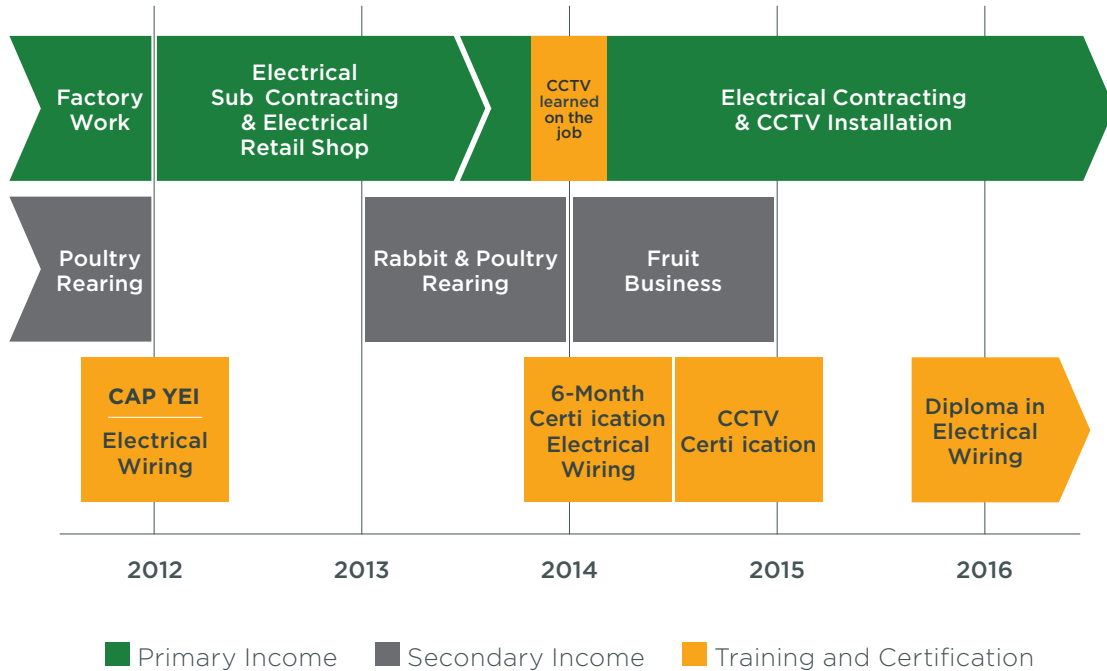 Factory
Work
Electrical
Sub Contracting
& Electrical
Retail Shop
CCTV
learned
on the
job
Electrical Contracting
& CCTV Installation
Poultry
Rearing
Rabbit & Poultry
Rearing
Fruit
Business
CAP YEI
Electrical
Wiring
6-Month
Certi ication
Electrical
Wiring
CCTV
Certi ication
Diploma in
Electrical
Wiring
2012
2013
2014
2015
2016
Primary Income
Secondary Income
Training and Certification